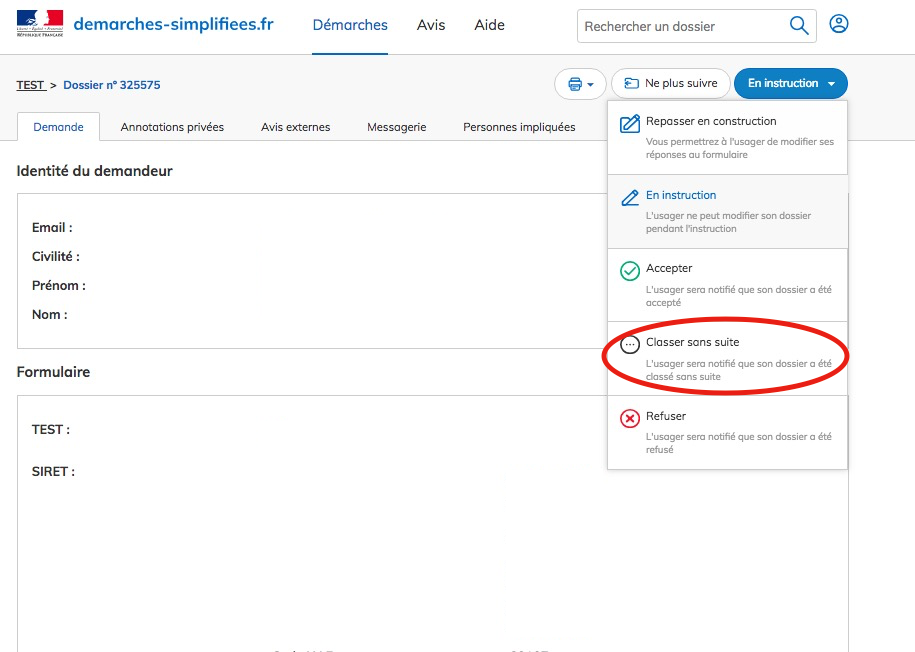 demarches-simplifiees.fr
Démarches
Avis
Aide
Rechercher un dossier
RÉPUBLIQUE FRANÇAISE
TEST > Dossier n° 325575
Ne plus suivre
En instruction
Demande
Annotations privées
Avis externes
Messagerie
Personnes impliquées
Repasser en construction
Vous permettrez à l'usager de modifier ses
réponses au formulaire
En instruction
L'usager ne peut modifier son dossier
pendant l'instruction
Accepter
L'usager sera notifié que son dossier a été
accepté
Classer sans suite
L'usager sera notifié que son dossier a été
classé sans suite
Refuser
L'usager sera notifié que son dossier a été
refusé
Identité du demandeur
Email :
Civilité :
Prénom :
Nom :
Formulaire
TEST :
SIRET :